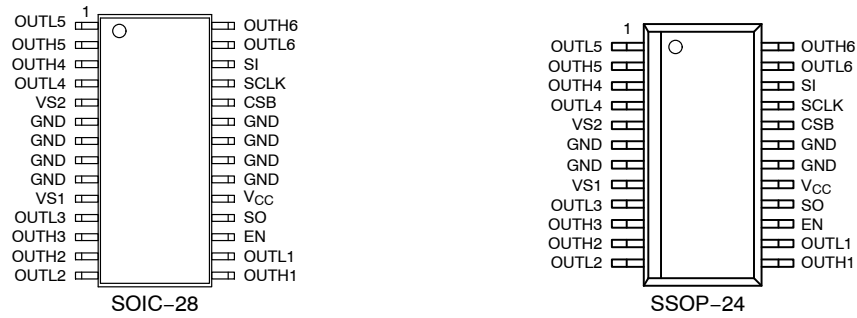 1
OUTL5 OUTH6
OUTH5 OUTL6
OUTH4 SI
OUTL4 SCLK
VS2 CSB
GND GND
GND GND
GND GND
GND GND
VS1 VCC
OUTL3 SO
OUTH3 EN
OUTH2 OUTL1
OUTL2 OUTH1
SOIC−28
1
OUTL5 OUTH6
OUTH5 OUTL6
OUTH4 SI
OUTL4 SCLK
VS2 CSB
GND GND
GND GND
VS1 VCC
OUTL3 SO
OUTH3 EN
OUTH2 OUTL1
OUTL2 OUTH1
SSOP−24